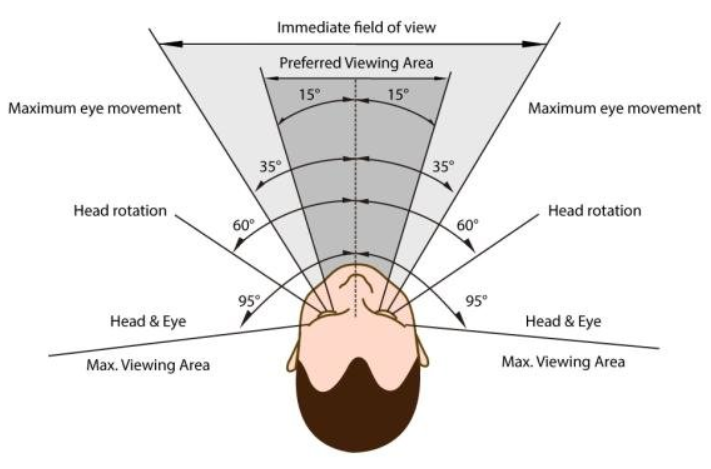 Immediate field of view
Preferred Viewing Area
15° 15°
Maximum eye movement Maximum eye movement
35° 35°
Head rotation Head rotation
60° 60°
95° 95°
Head & Eye Head & Eye
Max. Viewing Area Max. Viewing Area